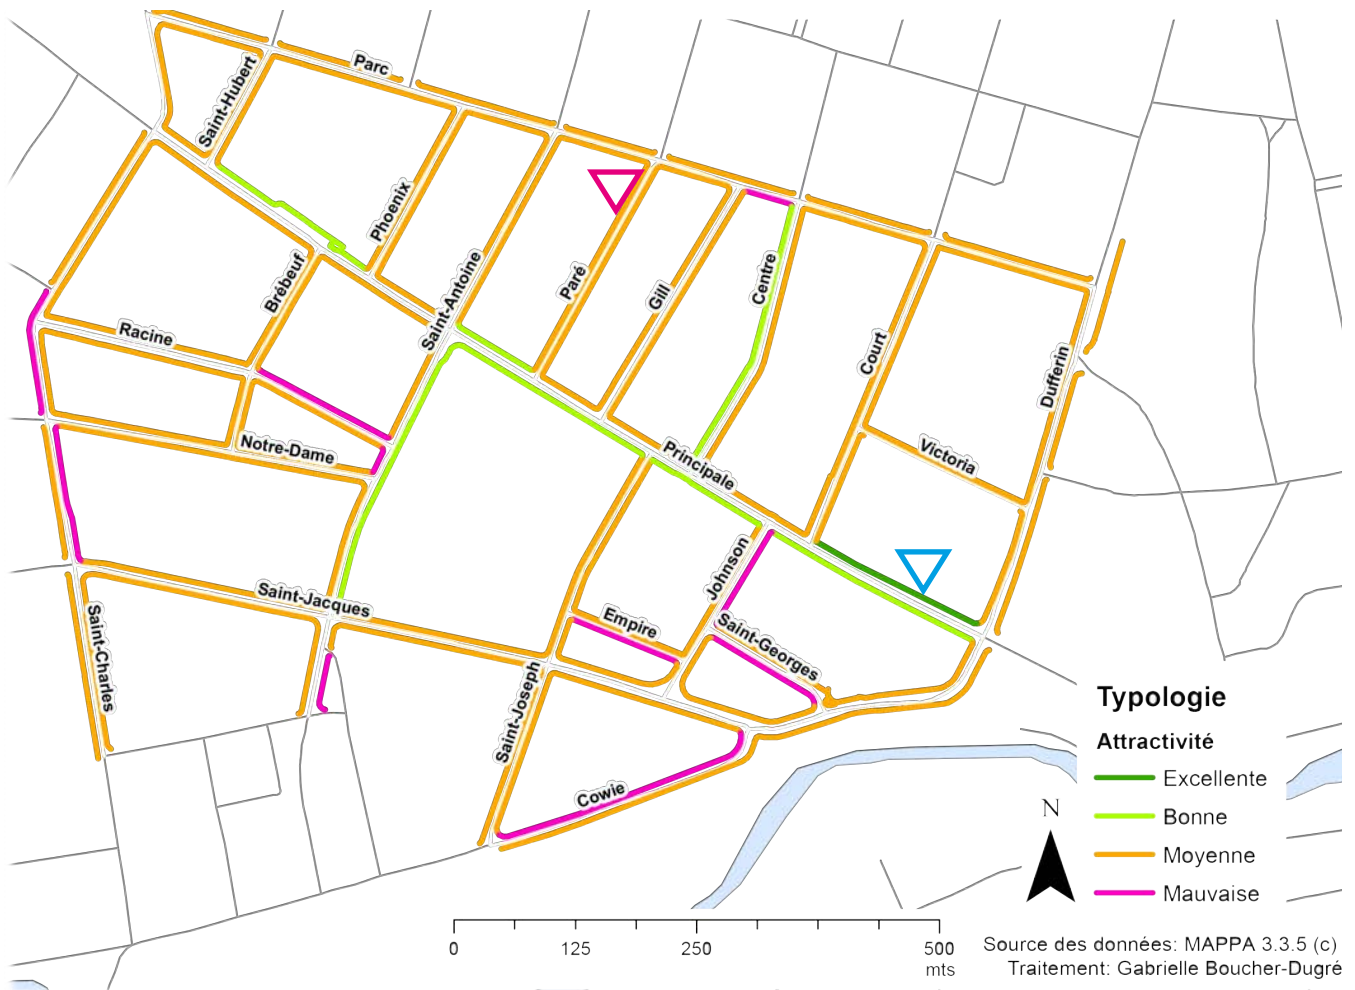 Parc
Saint-Hubert
Phoenix
Saint-Antoine
Brébeuf
Paré
Gill
Centre
Racine
Court
Dufferin
Notre-Dame
Principale
Victoria
Johnson
Saint-Jacques
Empire
Saint-Georges
Saint-Charles
Saint-Joseph
Cowie
Typologie
Attractivité
Excellente
Bonne
Moyenne
Mauvaise
N
0 125 250 500
mts
Source des données: MAPPA 3.3.5 (c)
Traitement: Gabrielle Boucher-Dugré